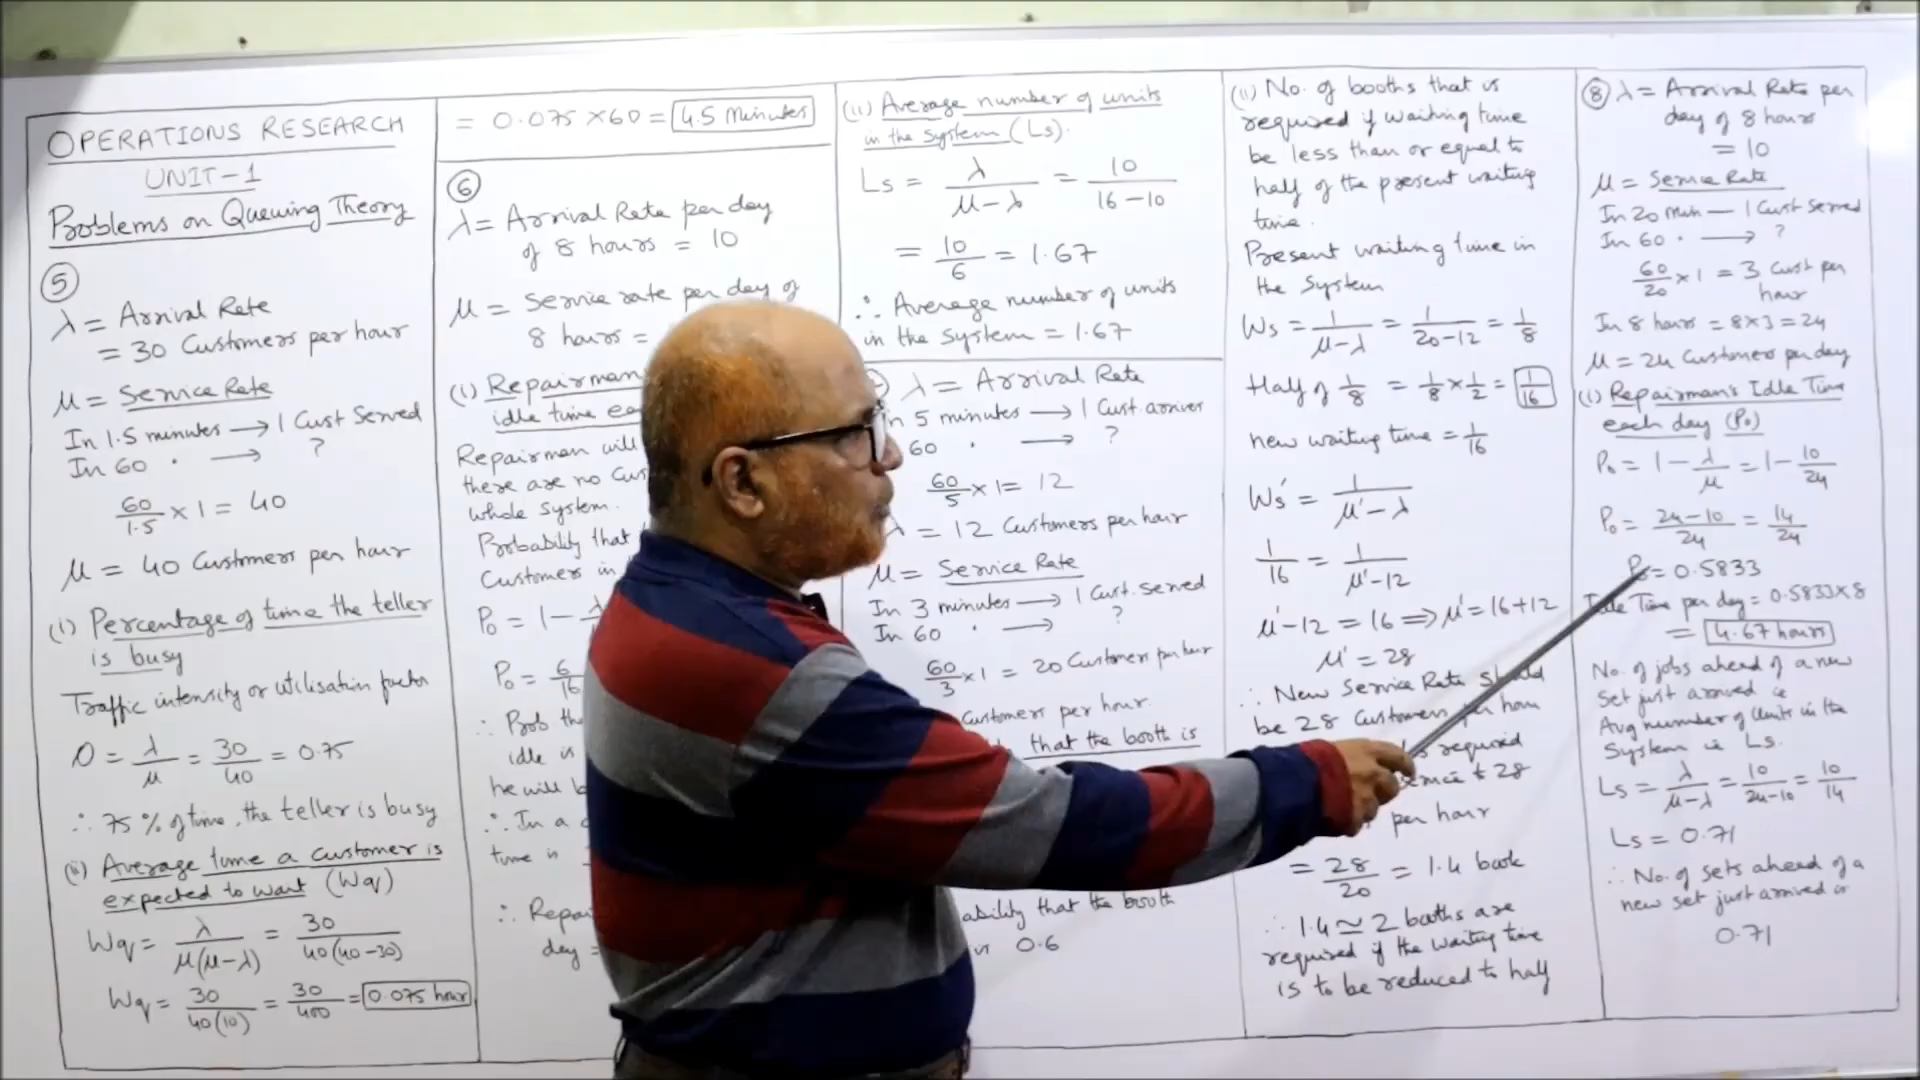 OPERATIONS RESEARCH
UNIT-1
Problems on Queuing Theory
5
λ = Arrival Rate
= 30 Customers per hour
μ = Service Rate
In 1.5 minutes → 1 Cust Served
In 60 " → ?
60/1.5 × 1 = 40
μ = 40 Customers per hour
(i) Percentage of time the teller
is busy
Traffic intensity or utilisation factor
ρ = λ/μ = 30/40 = 0.75
∴ 75 % of time, the teller is busy
(ii) Average time a customer is
expected to wait (Wq)
Wq = λ/μ(μ-λ) = 30/40(40-30)
Wq = 30/40(10) = 30/400 = 0.075 hour
= 0.075 × 60 = 4.5 minutes
6
λ = Arrival Rate per day
of 8 hours = 10
μ = Service rate per day of
8 hours =
(i) Repairman
idle time
Repairman will
there are no
whole system.
Probability that
Customer in
P₀ = 1 -
P₀ = 6/16
∴ Prob
idle is
he will
∴ In a
time is
∴
day =
(ii) Average number of units
in the system (Ls).
Ls = λ/μ-λ = 10/16-10
= 10/6 = 1.67
∴ Average number of units
in the system = 1.67
λ = Arrival Rate
5 minutes → 1 Cust. arrives
60 " → ?
60/5 × 1 = 12
λ = 12 Customers per hour
μ = Service Rate
In 3 minutes → 1 Cust. served
In 60 " → ?
60/3 × 1 = 20 Customer per hour
Customers per hour.
that the booth is
that the booth
is 0.6
(ii) No. of booths that is
required if waiting time
be less than or equal to
half of the present waiting
time.
Present waiting time in
the System
Ws = 1/μ-λ = 1/20-12 = 1/8
Half of 1/8 = 1/8 × 1/2 = 1/16
new waiting time = 1/16
Ws' = 1/μ'-λ
1/16 = 1/μ'-12
μ'-12 = 16 ⇒ μ' = 16+12
μ' = 28
∴ New Service Rate should
be 28 Customers per hour
required
28
per hour
= 28/20 = 1.4 booth
∴ 1.4 ≃ 2 booths are
required if the waiting time
is to be reduced to half
8 λ = Arrival Rate per
day of 8 hours
= 10
μ = Service Rate
In 20 min — 1 Cust Served
In 60 " → ?
60/20 × 1 = 3 Cust per
hour
In 8 hours = 8×3 = 24
μ = 24 Customers per day
(i) Repairman's Idle Time
each day (P₀)
P₀ = 1 - λ/μ = 1 - 10/24
P₀ = 24-10/24 = 14/24
P₀ = 0.5833
Idle Time per day = 0.5833×8
= 4.67 hours
No. of jobs ahead of a new
Set just arrived ie
Avg number of Units in the
System ie Ls.
Ls = λ/μ-λ = 10/24-10 = 10/14
Ls = 0.71
∴ No. of sets ahead of a
new set just arrived is
0.71